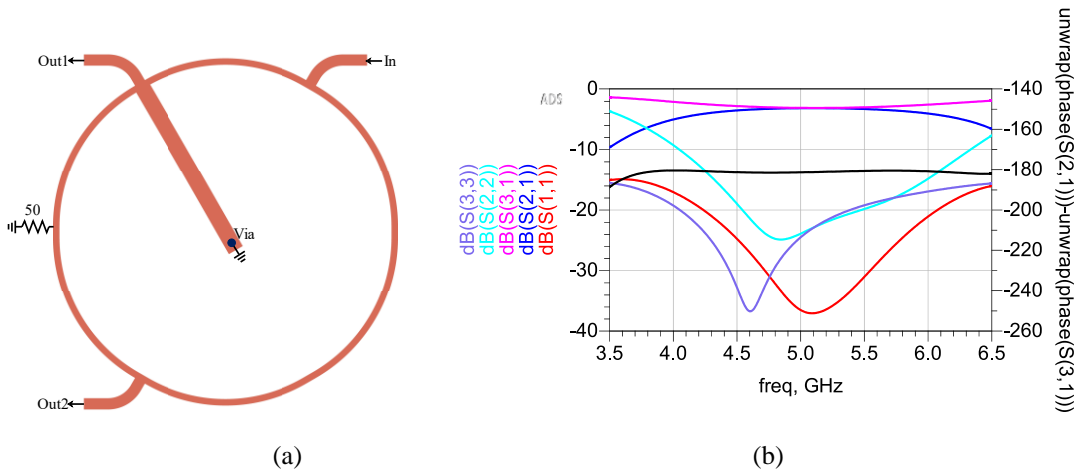 Out1
In
50
Via
Out2
(a)
ADS
dB(S(3,3))
dB(S(2,2))
dB(S(3,1))
dB(S(2,1))
dB(S(1,1))
0
-10
-20
-30
-40
3.5
4.0
4.5
5.0
5.5
6.0
6.5
freq, GHz
-140
-160
-180
-200
-220
-240
-260
unwrap(phase(S(2,1)))-unwrap(phase(S(3,1)))
(b)